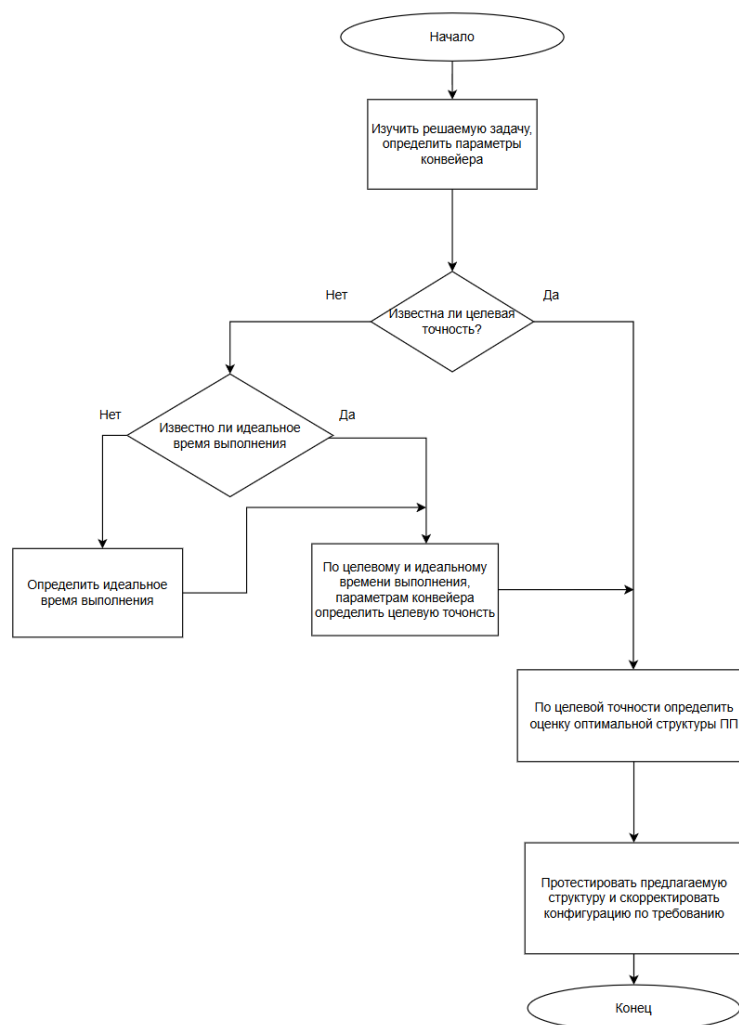 Начало
Изучить решаемую задачу,
определить параметры
конвейера
Нет
Да
Известна ли целевая
точность?
Нет
Да
Известно ли идеальное
время выполнения
Определить идеальное
время выполнения
По целевому и идеальному
времени выполнения,
параметрам конвейера
определить целевую точонсть
По целевой точности определить
оценку оптимальной структуры ПП
Протестировать предлагаемую
структуру и скорректировать
конфигурацию по требованию
Конец